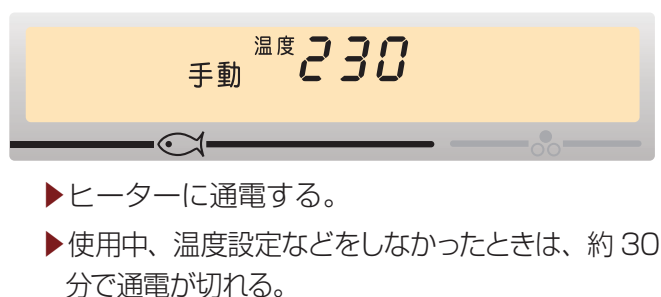 手動 温度 230
▶ヒーターに通電する。
▶使用中、温度設定などをしなかったときは、約 30
分で通電が切れる。